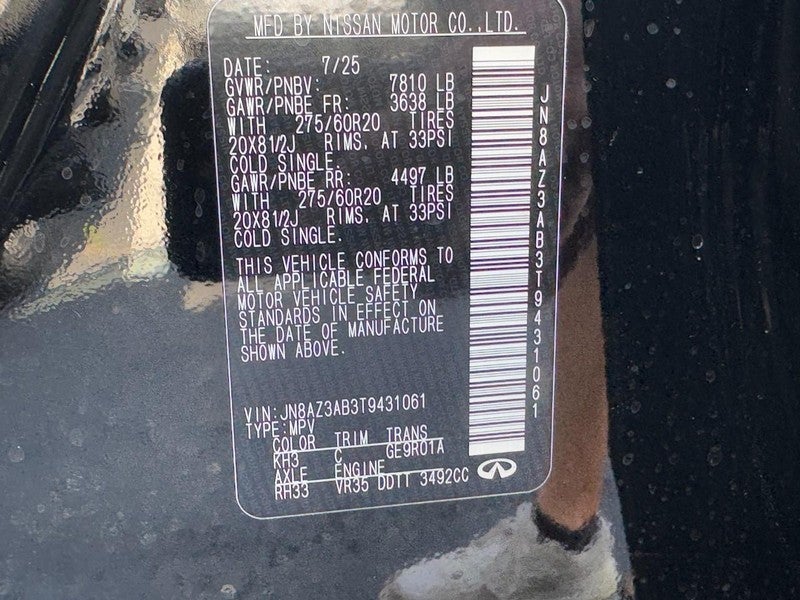 MFD BY NISSAN MOTOR CO.,LTD.
DATE: 7/25
GVWR/PNBV: 7810 LB
GAWR/PNBE FR: 3638 LB
WITH 275/60R20 TIRES
20X81/2J RIMS, AT 33PSI
COLD SINGLE.
GAWR/PNBE RR: 4497 LB
WITH 275/60R20 TIRES
20X81/2J RIMS, AT 33PSI
COLD SINGLE.
THIS VEHICLE CONFORMS TO
ALL APPLICABLE FEDERAL
MOTOR VEHICLE SAFETY
STANDARDS IN EFFECT ON
THE DATE OF MANUFACTURE
SHOWN ABOVE.
VIN: JN8AZ3AB3T9431061
TYPE: MPV
COLOR TRIM TRANS
KH3 C GE9R01A
AXLE ENGINE
RH33 VR35 DDTT 3492CC
JN8AZ3AB3T9431061